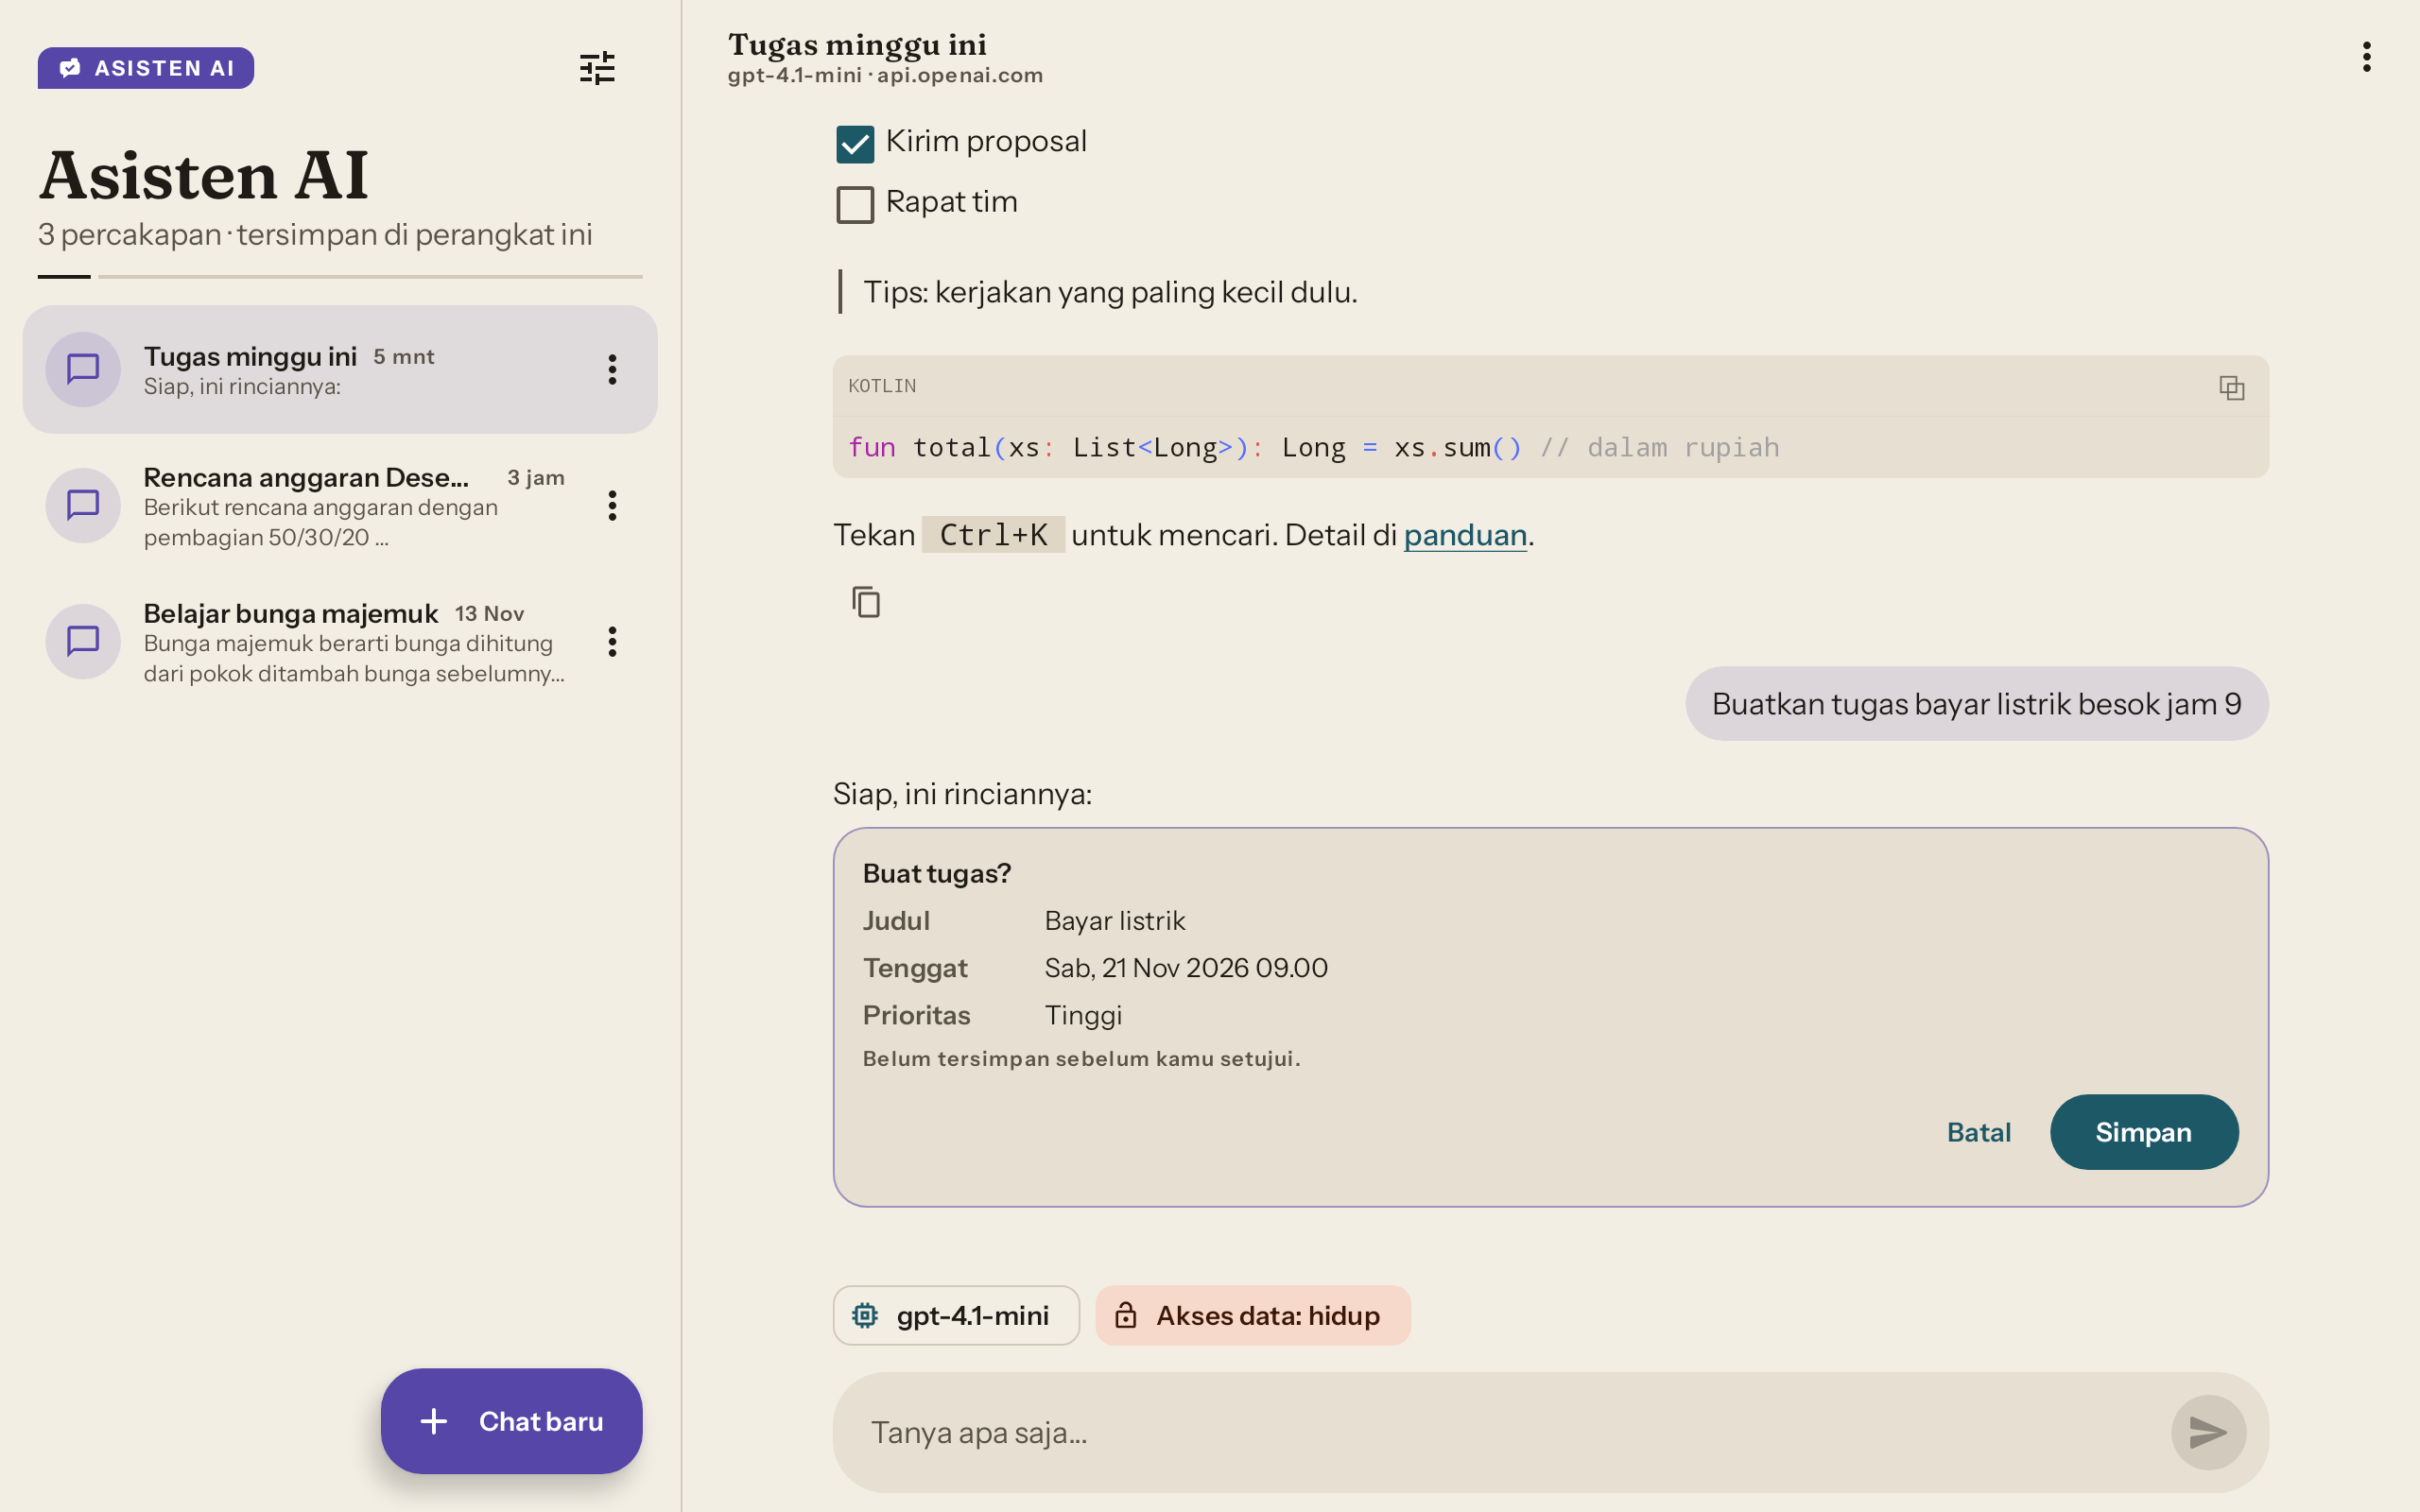 ASISTEN AI
Asisten AI
3 percakapan · tersimpan di perangkat ini
Tugas minggu ini 5 mnt
Siap, ini rinciannya:
Rencana anggaran Dese... 3 jam
Berikut rencana anggaran dengan
pembagian 50/30/20 ...
Belajar bunga majemuk 13 Nov
Bunga majemuk berarti bunga dihitung
dari pokok ditambah bunga sebelumny...
Chat baru
Tugas minggu ini
gpt-4.1-mini · api.openai.com
Kirim proposal
Rapat tim
Tips: kerjakan yang paling kecil dulu.
KOTLIN
fun total(xs: List<Long>): Long = xs.sum() // dalam rupiah
Tekan Ctrl+K untuk mencari. Detail di panduan.
Buatkan tugas bayar listrik besok jam 9
Siap, ini rinciannya:
Buat tugas?
Judul Bayar listrik
Tenggat Sab, 21 Nov 2026 09.00
Prioritas Tinggi
Belum tersimpan sebelum kamu setujui.
Batal Simpan
gpt-4.1-mini Akses data: hidup
Tanya apa saja...